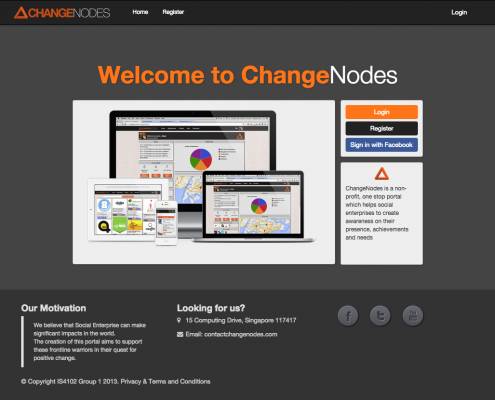 CHANGENODES
Home
Register
Login
Welcome to ChangeNodes
Login
Register
Sign in with Facebook
ChangeNodes is a non-
profit, one stop portal
which helps social
enterprises to create
awareness on their
presence, achievements
and needs
Our Motivation
We believe that Social Enterprise can make
significant impacts in the world.
The creation of this portal aims to support
these frontline warriors in their quest for
positive change.
Looking for us?
15 Computing Drive, Singapore 117417
Email: contactchangenodes.com
© Copyright IS4102 Group 1 2013. Privacy & Terms and Conditions